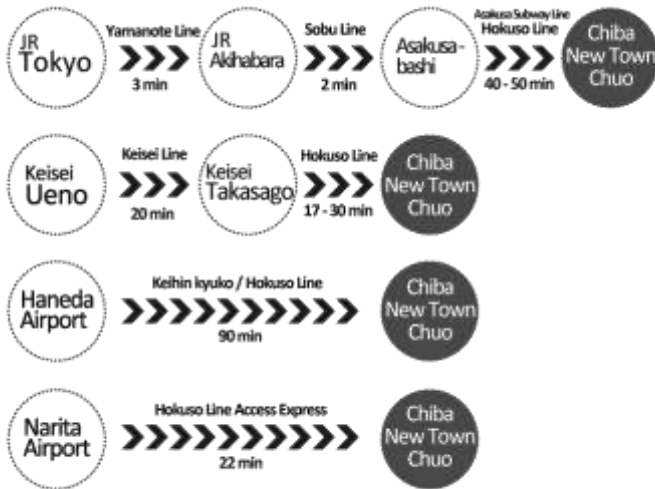 JR
Tokyo
Yamanote Line
3 min
JR
Akihabara
Sobu Line
2 min
Asakusa-
bashi
Asakusa Subway Line
Hokuso Line
40 - 50 min
Chiba
New Town
Chuo
Keisei
Ueno
Keisei Line
20 min
Keisei
Takasago
Hokuso Line
17 - 30 min
Chiba
New Town
Chuo
Haneda
Airport
Keihin kyuko / Hokuso Line
90 min
Chiba
New Town
Chuo
Narita
Airport
Hokuso Line Access Express
22 min
Chiba
New Town
Chuo